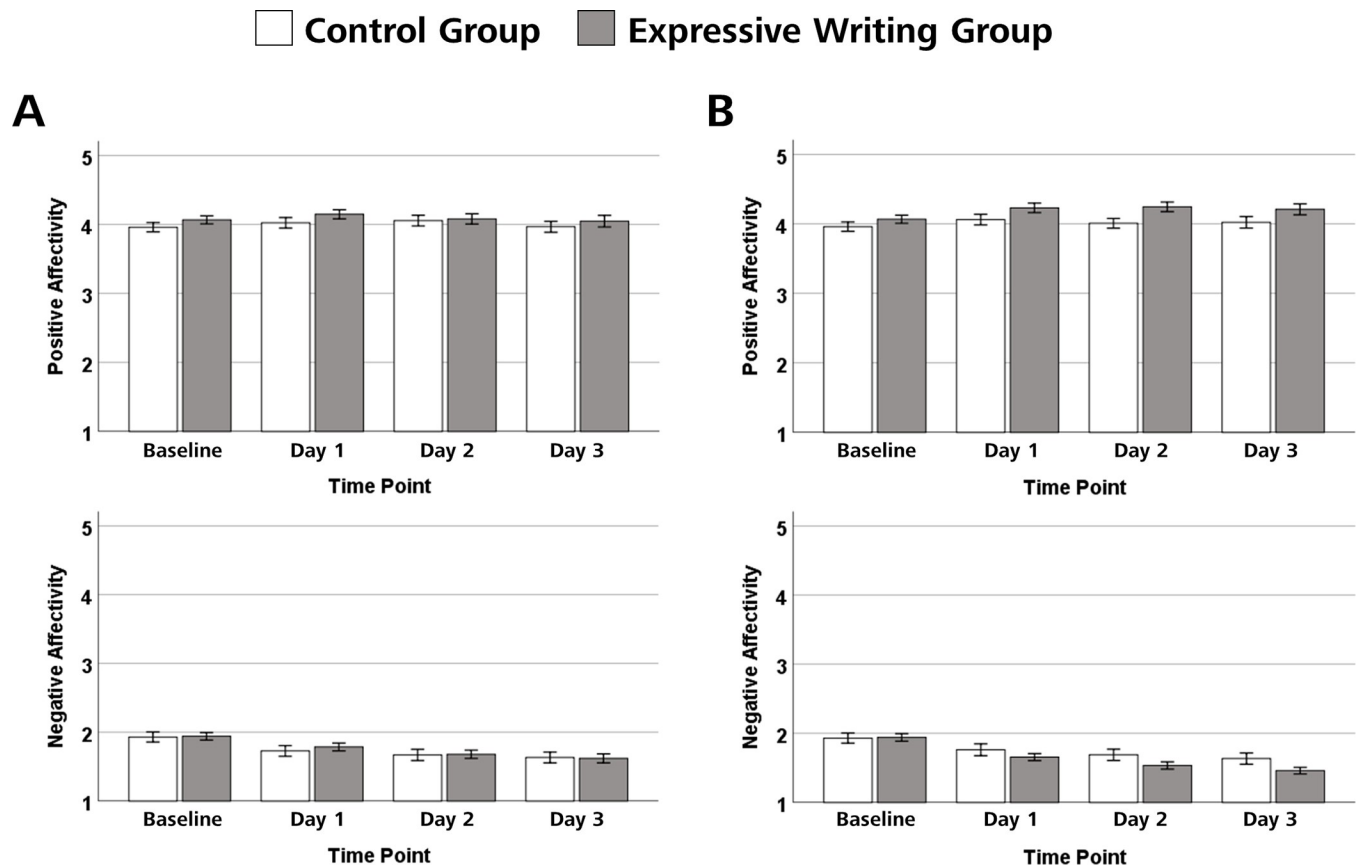 Control Group Expressive Writing Group
A
5
4
3
2
1
Positive Affectivity
Baseline Day 1 Day 2 Day 3
Time Point
5
4
3
2
1
Negative Affectivity
Baseline Day 1 Day 2 Day 3
Time Point
B
5
4
3
2
1
Positive Affectivity
Baseline Day 1 Day 2 Day 3
Time Point
5
4
3
2
1
Negative Affectivity
Baseline Day 1 Day 2 Day 3
Time Point